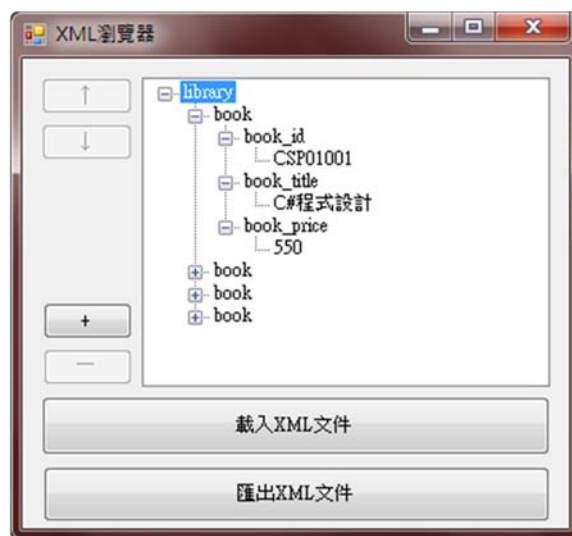 XML瀏覽器
↑
↓
library
book
book_id
CSP01001
book_title
C#程式設計
book_price
550
book
book
book
+
—
載入XML文件
匯出XML文件